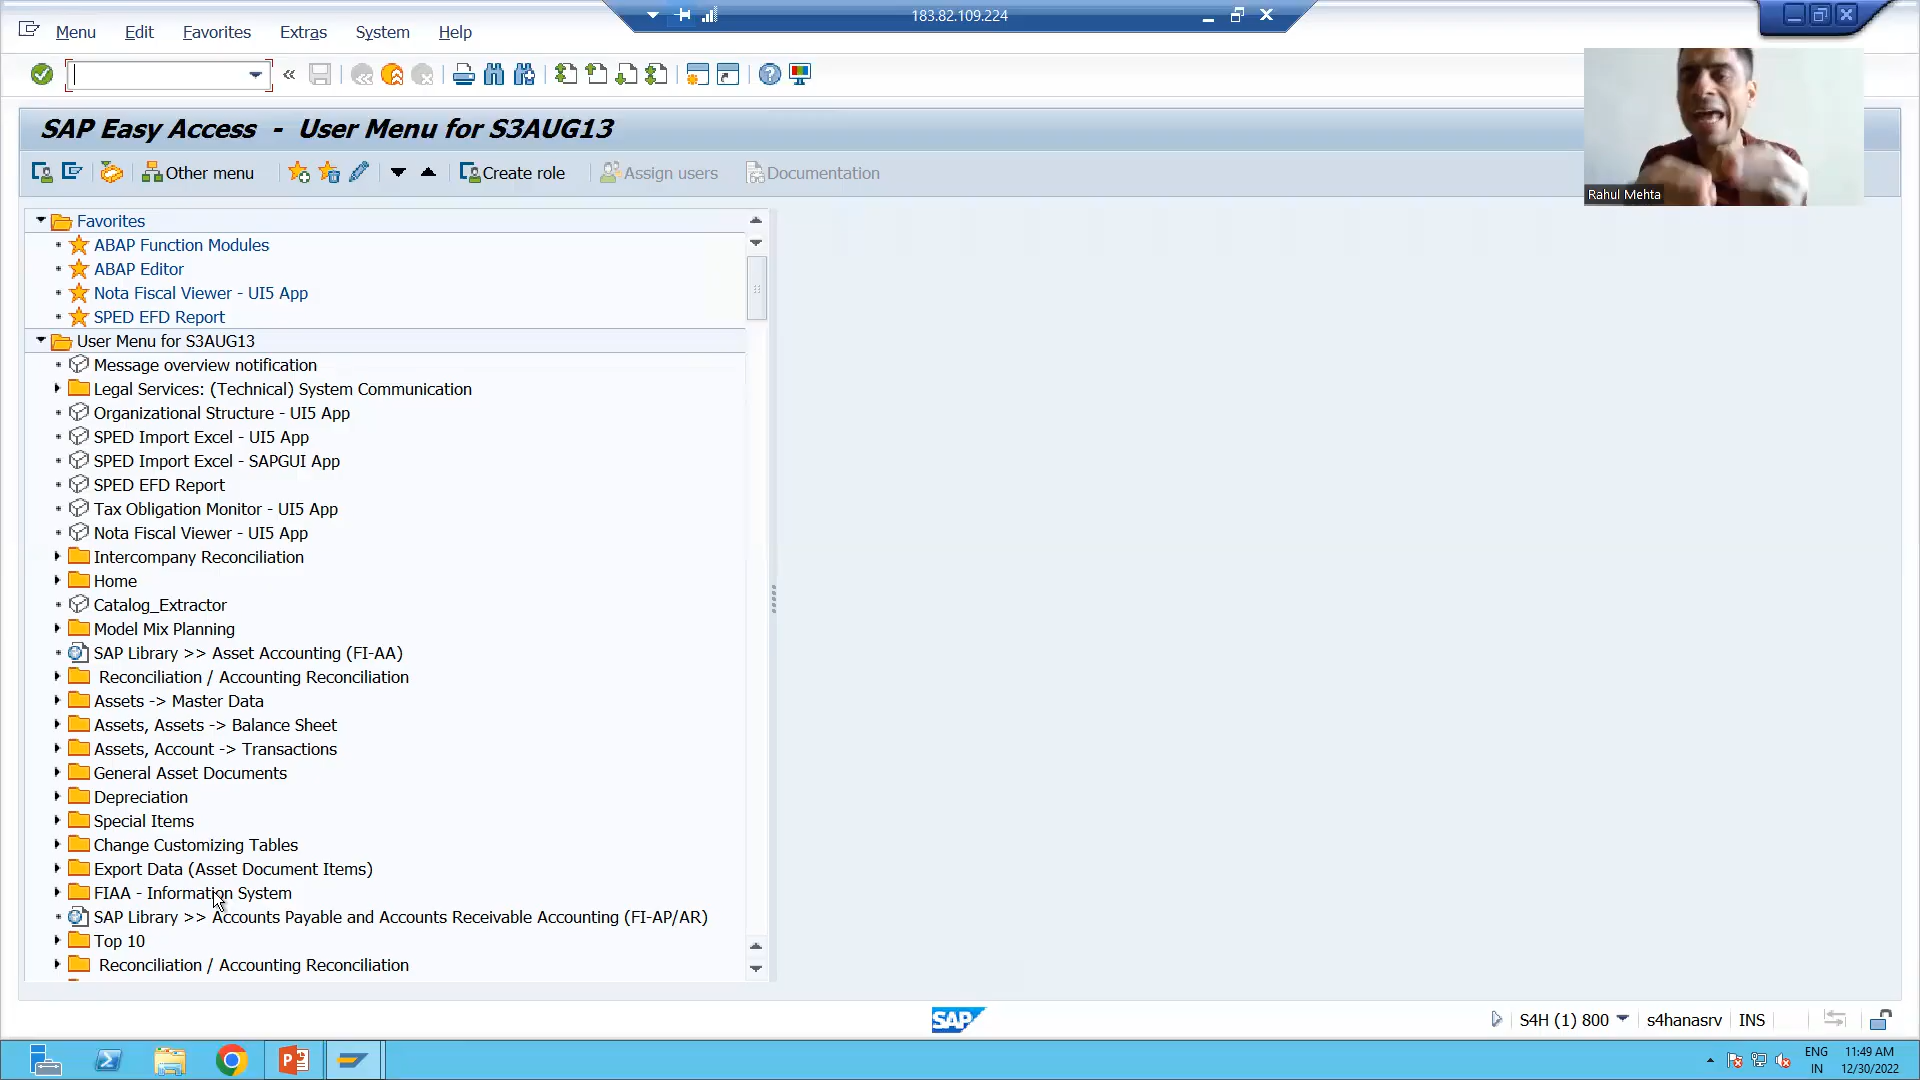 183.82.109.224
Menu Edit Favorites Extras System Help
SAP Easy Access - User Menu for S3AUG13
Other menu Create role Assign users Documentation
Rahul Mehta
Favorites
ABAP Function Modules
ABAP Editor
Nota Fiscal Viewer - UI5 App
SPED EFD Report
User Menu for S3AUG13
Message overview notification
Legal Services: (Technical) System Communication
Organizational Structure - UI5 App
SPED Import Excel - UI5 App
SPED Import Excel - SAPGUI App
SPED EFD Report
Tax Obligation Monitor - UI5 App
Nota Fiscal Viewer - UI5 App
Intercompany Reconciliation
Home
Catalog_Extractor
Model Mix Planning
SAP Library >> Asset Accounting (FI-AA)
Reconciliation / Accounting Reconciliation
Assets -> Master Data
Assets, Assets -> Balance Sheet
Assets, Account -> Transactions
General Asset Documents
Depreciation
Special Items
Change Customizing Tables
Export Data (Asset Document Items)
FIAA - Information System
SAP Library >> Accounts Payable and Accounts Receivable Accounting (FI-AP/AR)
Top 10
Reconciliation / Accounting Reconciliation
SAP
S4H (1) 800 s4hanasrv INS
ENG 11:49 AM
IN 12/30/2022